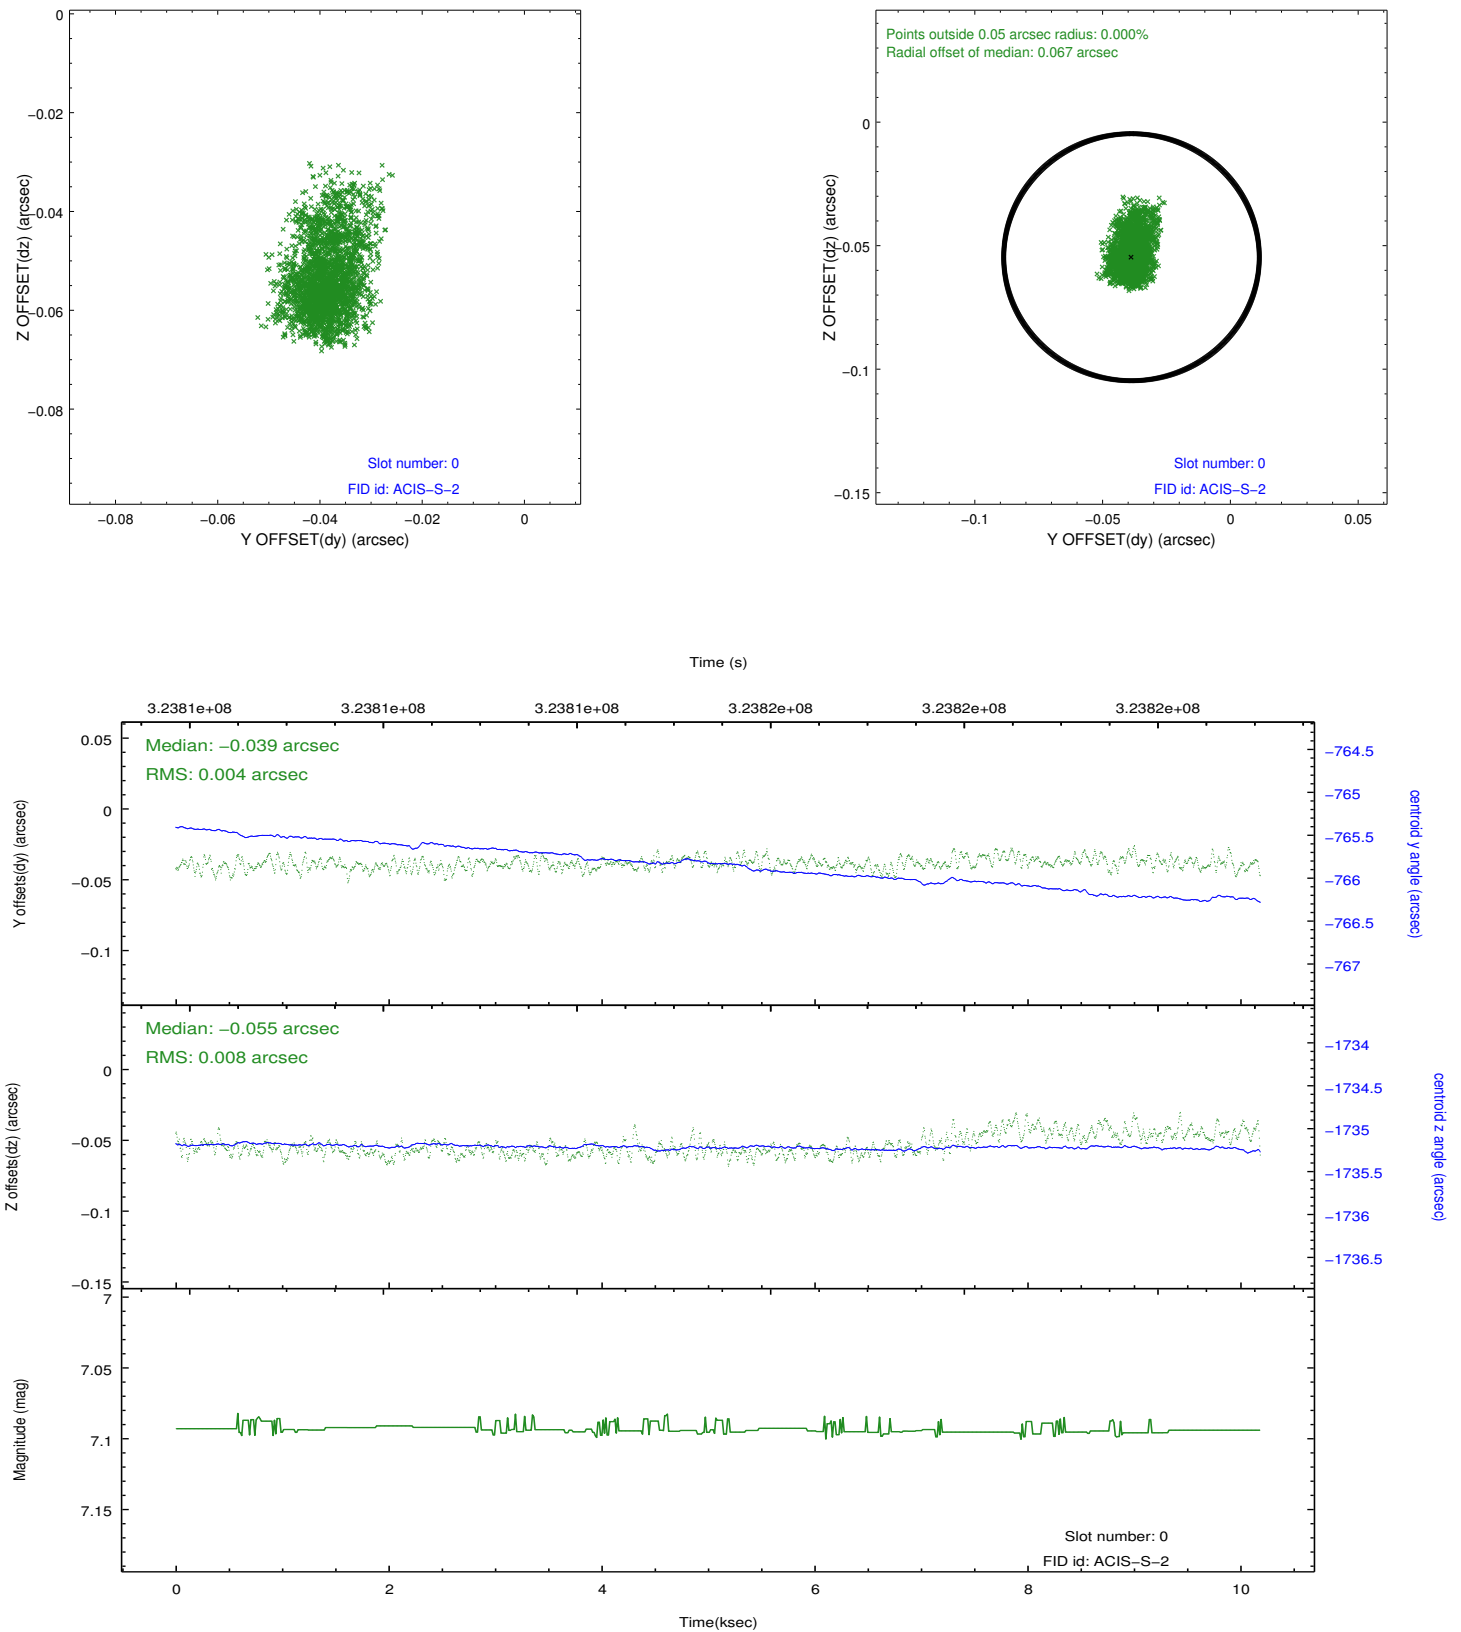 0
−0.02
−0.04
−0.06
−0.08
Z OFFSET(dz) (arcsec)
Slot number: 0
FID id: ACIS−S−2
−0.08
−0.06
−0.04
−0.02
0
Y OFFSET(dy) (arcsec)
Points outside 0.05 arcsec radius: 0.000%
Radial offset of median: 0.067 arcsec
0
−0.05
−0.1
−0.15
Z OFFSET(dz) (arcsec)
Slot number: 0
FID id: ACIS−S−2
−0.1
−0.05
0
0.05
Y OFFSET(dy) (arcsec)
Time (s)
3.2381e+08
3.2381e+08
3.2381e+08
3.2382e+08
3.2382e+08
3.2382e+08
Median: −0.039 arcsec
RMS: 0.004 arcsec
0.05
0
−0.05
−0.1
Y offsets(dy) (arcsec)
−764.5
−765
−765.5
−766
−766.5
−767
centroid y angle (arcsec)
Median: −0.055 arcsec
RMS: 0.008 arcsec
0
−0.05
−0.1
−0.15
Z offsets(dz) (arcsec)
−1734
−1734.5
−1735
−1735.5
−1736
−1736.5
centroid z angle (arcsec)
7
7.05
7.1
7.15
Magnitude (mag)
Slot number: 0
FID id: ACIS−S−2
0
2
4
6
8
10
Time(ksec)